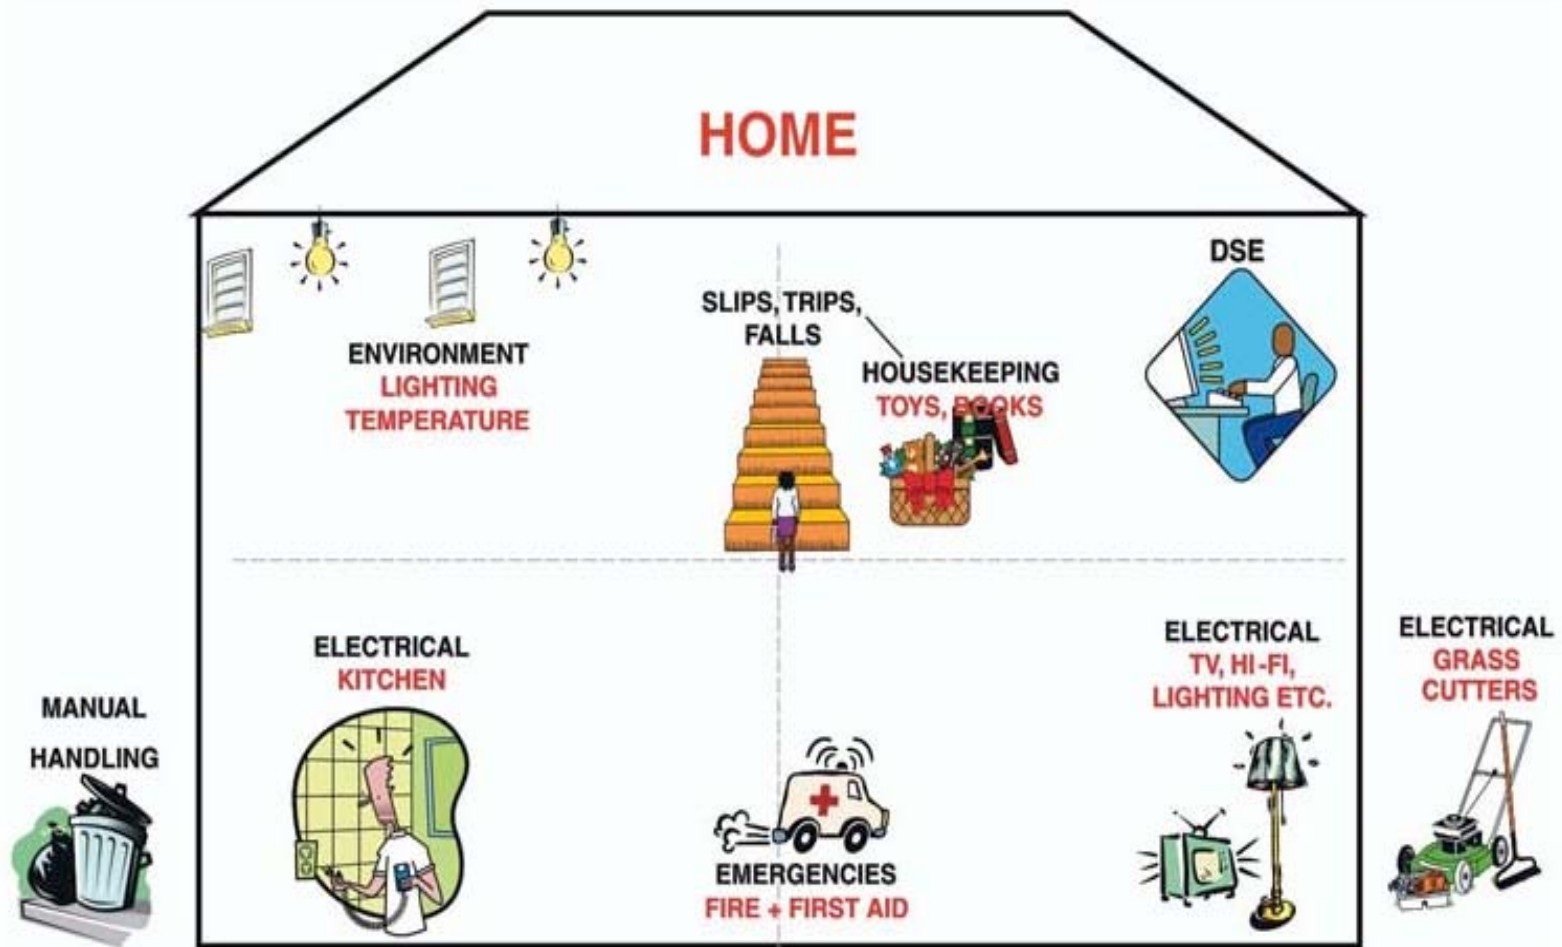 HOME
DSE
SLIPS, TRIPS,
FALLS
ENVIRONMENT
LIGHTING
TEMPERATURE
HOUSEKEEPING
TOYS, BOOKS
ELECTRICAL
KITCHEN
ELECTRICAL
TV, HI-FI,
LIGHTING ETC.
ELECTRICAL
GRASS
CUTTERS
MANUAL
HANDLING
EMERGENCIES
FIRE + FIRST AID